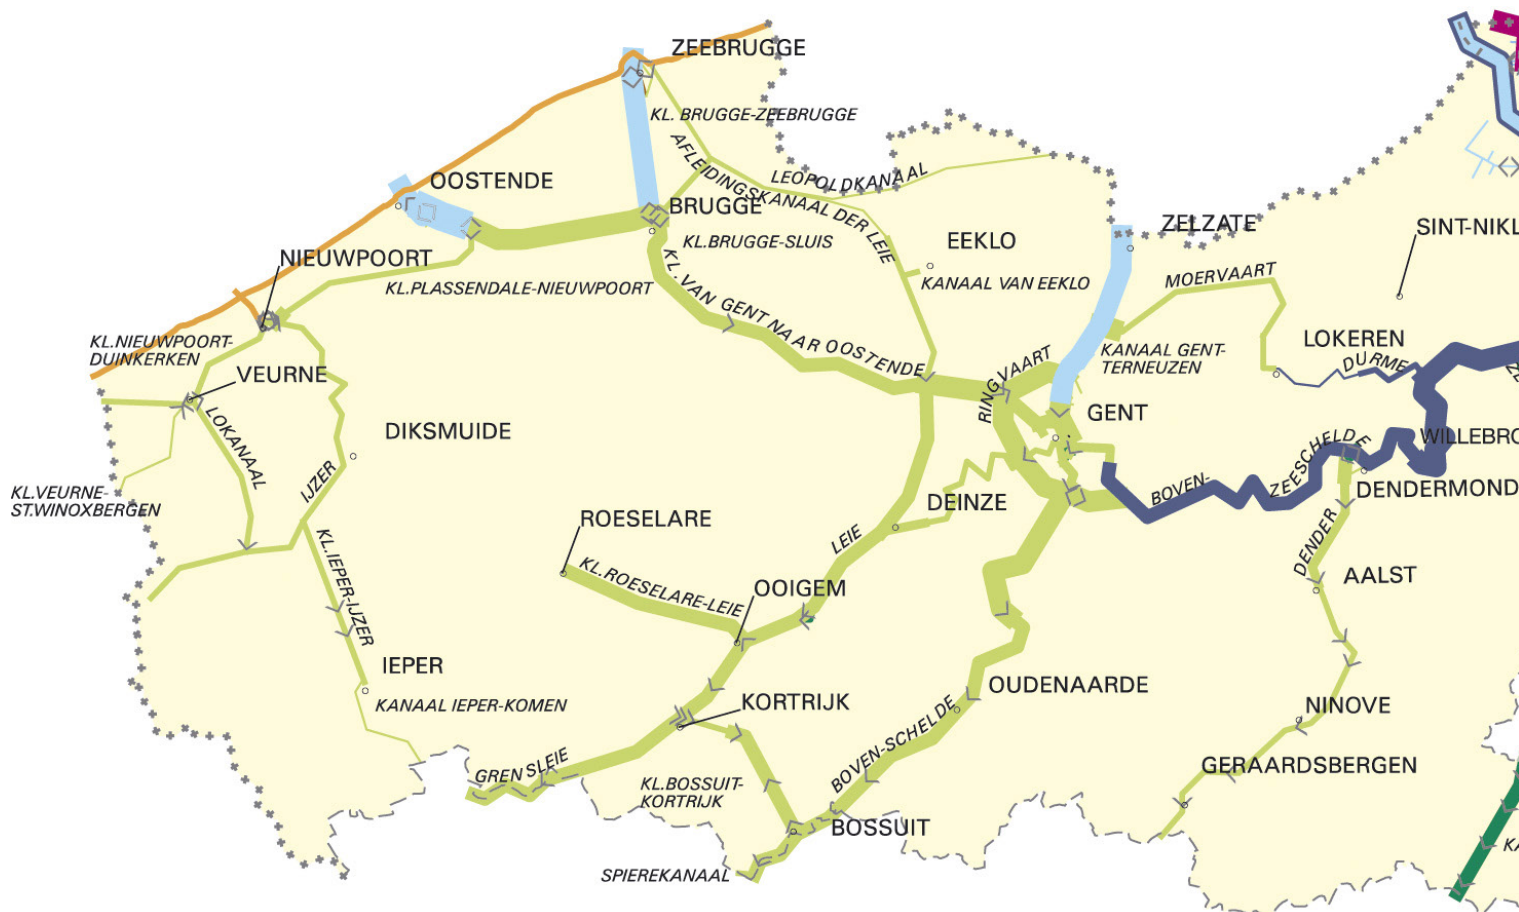 ZEEBRUGGE
KL. BRUGGE-ZEEBRUGGE
AFLEIDINGSKANAAL DER LEIE
LEOPOLDKANAAL
OOSTENDE
BRUGGE
ZELZATE
SINT-NIKL
KL.BRUGGE-SLUIS
EEKLO
NIEUWPOORT
KL.PLASSENDALE-NIEUWPOORT
KL.VAN GENT NAAR OOSTENDE
KANAAL VAN EEKLO
MOERVAART
KL.NIEUWPOORT-
DUINKERKEN
VEURNE
RINGVAART
KANAAL GENT-
TERNEUZEN
LOKEREN
DURME
LOKANAAL
DIKSMUIDE
GENT
WILLEBRO
IJZER
KL.VEURNE-
ST.WINOXBERGEN
DEINZE
BOVEN-
ZEESCHELDE
DENDERMOND
ROESELARE
LEIE
KL.IEPER-IJZER
KL.ROESELARE-LEIE
OOIGEM
DENDER
AALST
IEPER
KANAAL IEPER-KOMEN
KORTRIJK
OUDENAARDE
NINOVE
GRENSLEIE
KL.BOSSUIT-
KORTRIJK
BOVEN-SCHELDE
GERAARDSBERGEN
BOSSUIT
SPIEREKANAAL